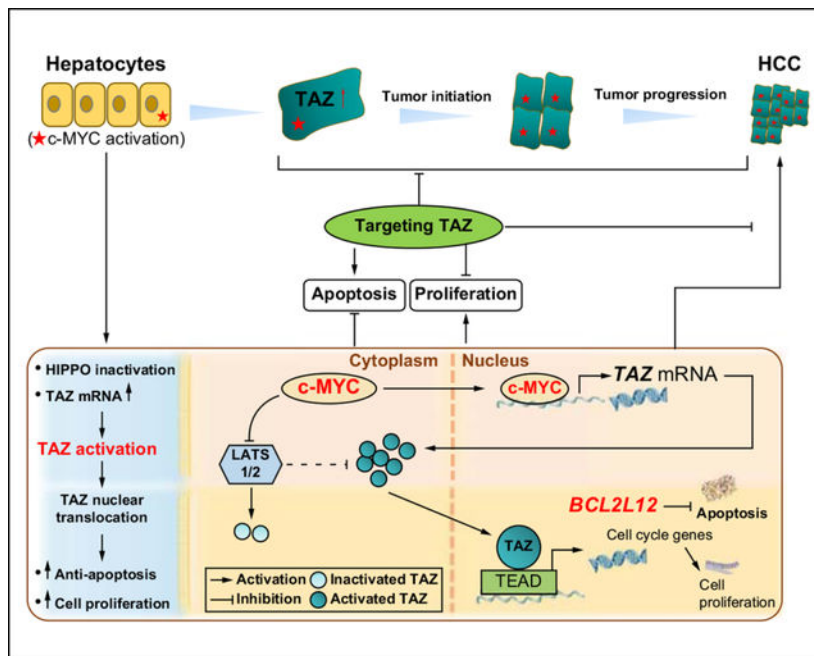 Hepatocytes
(★c-MYC activation)
TAZ ↑
Tumor initiation
Tumor progression
HCC
Targeting TAZ
Apoptosis
Proliferation
• HIPPO inactivation
• TAZ mRNA ↑
TAZ activation
TAZ nuclear
translocation
• ↑ Anti-apoptosis
• ↑ Cell proliferation
Cytoplasm
Nucleus
c-MYC
c-MYC
TAZ mRNA
LATS
1/2
BCL2L12
Apoptosis
Cell cycle genes
Cell
proliferation
TAZ
TEAD
Activation
Inactivated TAZ
Inhibition
Activated TAZ